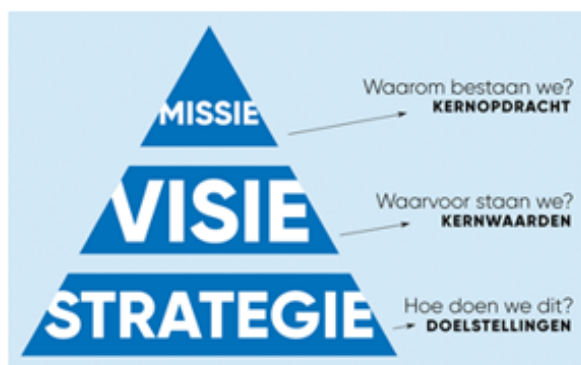 MISSIE
Waarom bestaan we?
KERNOPDRACHT
VISIE
Waarvoor staan we?
KERNWAARDEN
STRATEGIE
Hoe doen we dit?
DOELSTELLINGEN